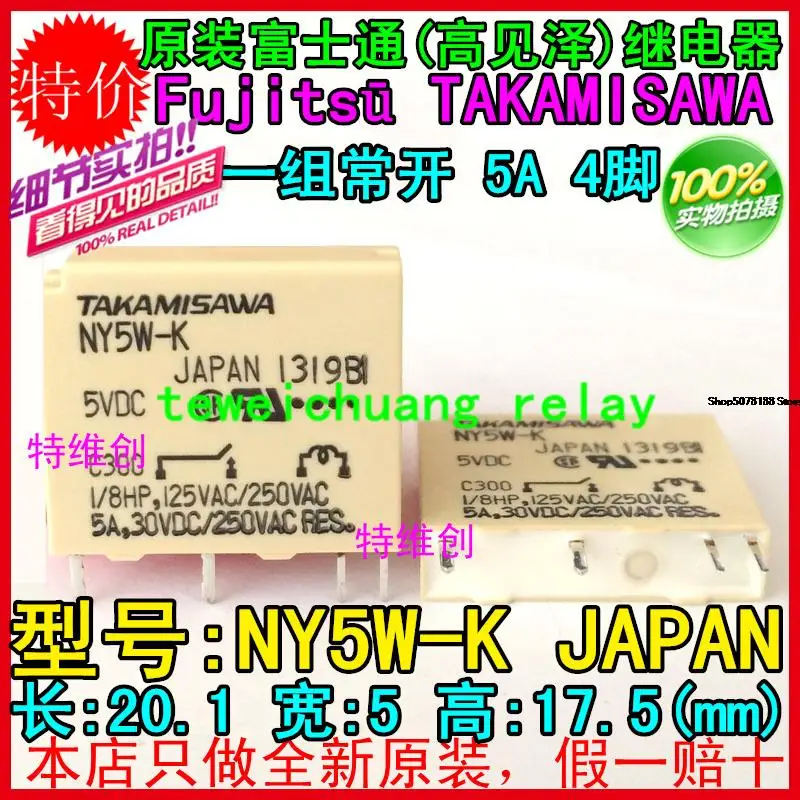 特价
原装富士通(高见泽)继电器
Fujitsū TAKAMISAWA
细节实拍!!
看得见的品质
100% REAL DETAIL!
一组常开 5A 4脚
100%
实物拍摄
TAKAMISAWA
NY5W-K
JAPAN 1319B1
5VDC
C300
1/8HP,125VAC/250VAC
5A,30VDC/250VAC RES.
teweichuang relay
特维创
Shop5078188 Store
TAKAMISAWA
NY5W-K
JAPAN 1319B
5VDC
C300
1/8HP,125VAC/250VAC
5A,30VDC/250VAC RES.
特维创
型号:NY5W-K JAPAN
长:20.1 宽:5 高:17.5(mm)
本店只做全新原装，假一赔十